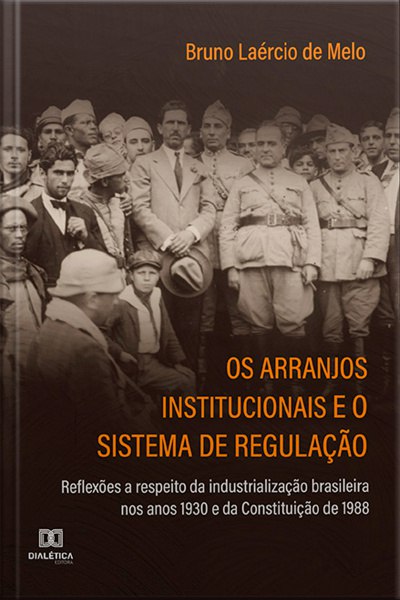 Bruno Laércio de Melo
OS ARRANJOS
INSTITUCIONAIS E O
SISTEMA DE REGULAÇÃO
Reflexões a respeito da industrialização brasileira
nos anos 1930 e da Constituição de 1988
DIALÉTICA
EDITORA